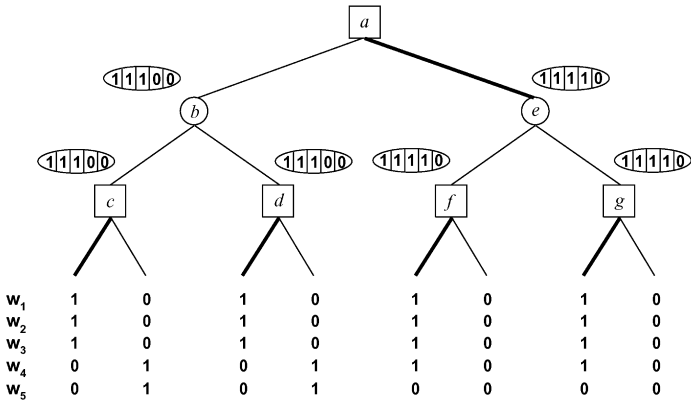 a
11100 11110
b e
11100 11100 11110 11110
c d f g
w1 1 0 1 0 1 0 1 0
w2 1 0 1 0 1 0 1 0
w3 1 0 1 0 1 0 1 0
w4 0 1 0 1 1 0 1 0
w5 0 1 0 1 0 0 0 0